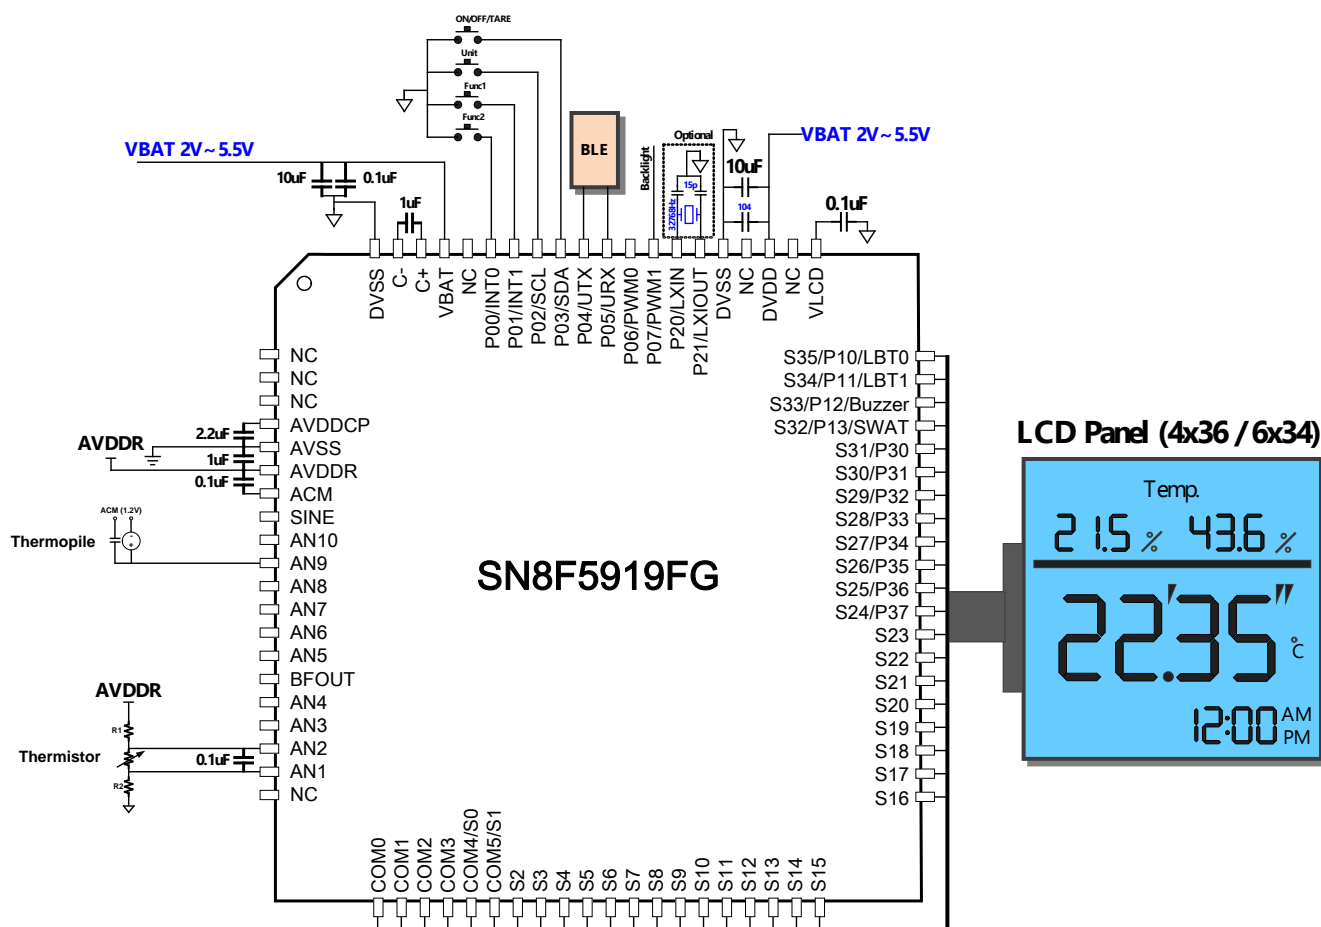 ON/OFF/TARE
Unit
Func1
Func2
BLE
Backlight
Optional
15p
32768Hz
VBAT 2V~5.5V
VBAT 2V~5.5V
10uF
0.1uF
1uF
10uF
104
0.1uF
DVSS
C-
C+
VBAT
NC
P00/INT0
P01/INT1
P02/SCL
P03/SDA
P04/UTX
P05/URX
P06/PWM0
P07/PWM1
P20/LXIN
P21/LXIOUT
DVSS
NC
DVDD
NC
VLCD
NC
NC
NC
AVDDCP
AVSS
AVDDR
ACM
SINE
AN10
AN9
AN8
AN7
AN6
AN5
BFOUT
AN4
AN3
AN2
AN1
NC
2.2uF
AVDDR
1uF
0.1uF
ACM (1.2V)
Thermopile
AVDDR
R1
Thermistor
0.1uF
R2
SN8F5919FG
S35/P10/LBT0
S34/P11/LBT1
S33/P12/Buzzer
S32/P13/SWAT
S31/P30
S30/P31
S29/P32
S28/P33
S27/P34
S26/P35
S25/P36
S24/P37
S23
S22
S21
S20
S19
S18
S17
S16
COM0
COM1
COM2
COM3
COM4/S0
COM5/S1
S2
S3
S4
S5
S6
S7
S8
S9
S10
S11
S12
S13
S14
S15
LCD Panel (4x36 / 6x34)
Temp.
21.5 % 43.6 %
22'.35" °C
12:00 AM
PM